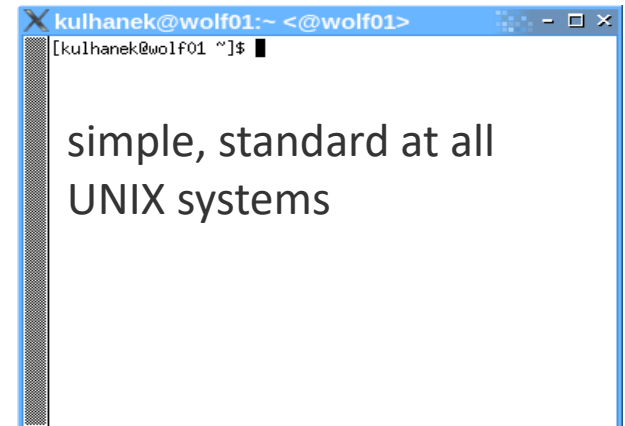 kulhanek@wolf01:~ <@wolf01>
[kulhanek@wolf01 ~]$
simple, standard at all
UNIX systems